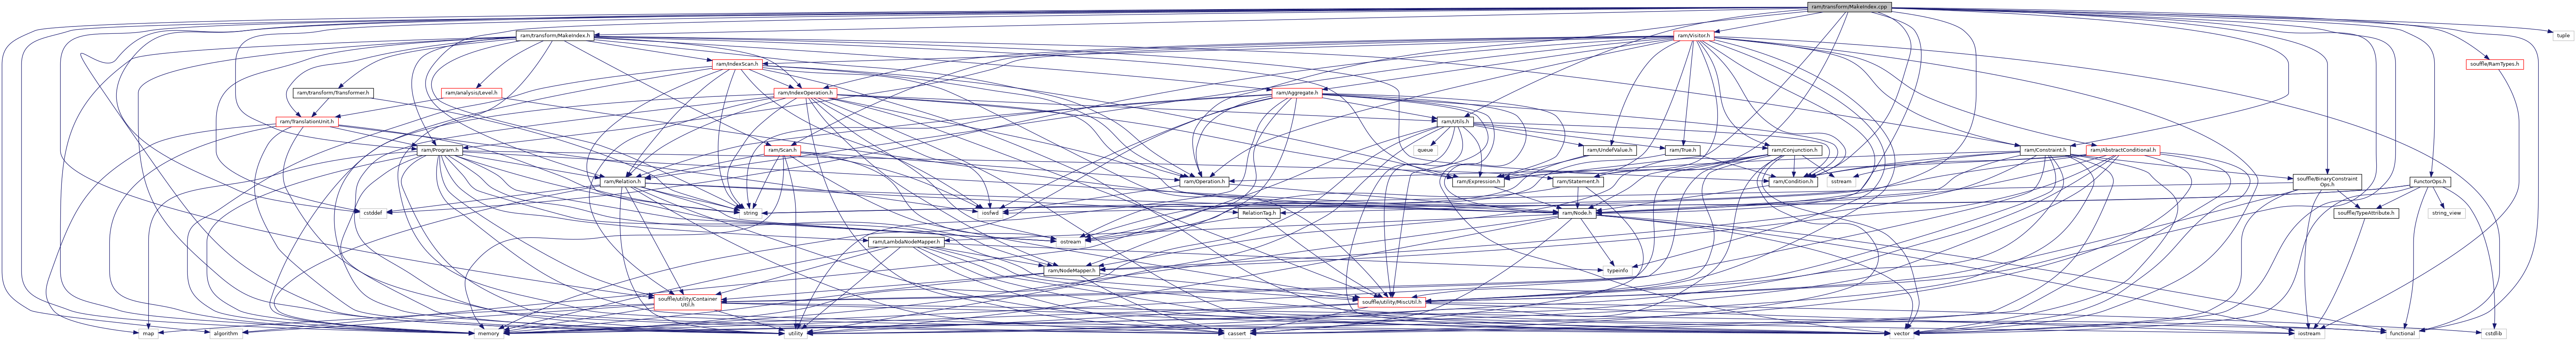 ram/transform/MakeIndex.cpp
ram/transform/MakeIndex.h
ram/Visitor.h
tuple
ram/IndexScan.h
souffle/RamTypes.h
ram/transform/Transformer.h
ram/analysis/Level.h
ram/IndexOperation.h
ram/Aggregate.h
ram/TranslationUnit.h
ram/Utils.h
ram/Program.h
ram/Scan.h
queue
ram/UndefValue.h
ram/True.h
ram/Conjunction.h
ram/Constraint.h
ram/AbstractConditional.h
ram/Relation.h
ram/Operation.h
ram/Expression.h
ram/Statement.h
ram/Condition.h
sstream
souffle/BinaryConstraint
Ops.h
FunctorOps.h
cstddef
string
iosfwd
RelationTag.h
ram/Node.h
souffle/TypeAttribute.h
string_view
ram/LambdaNodeMapper.h
ostream
ram/NodeMapper.h
typeinfo
souffle/utility/Container
Util.h
souffle/utility/MiscUtil.h
map
algorithm
memory
utility
cassert
vector
iostream
functional
cstdlib